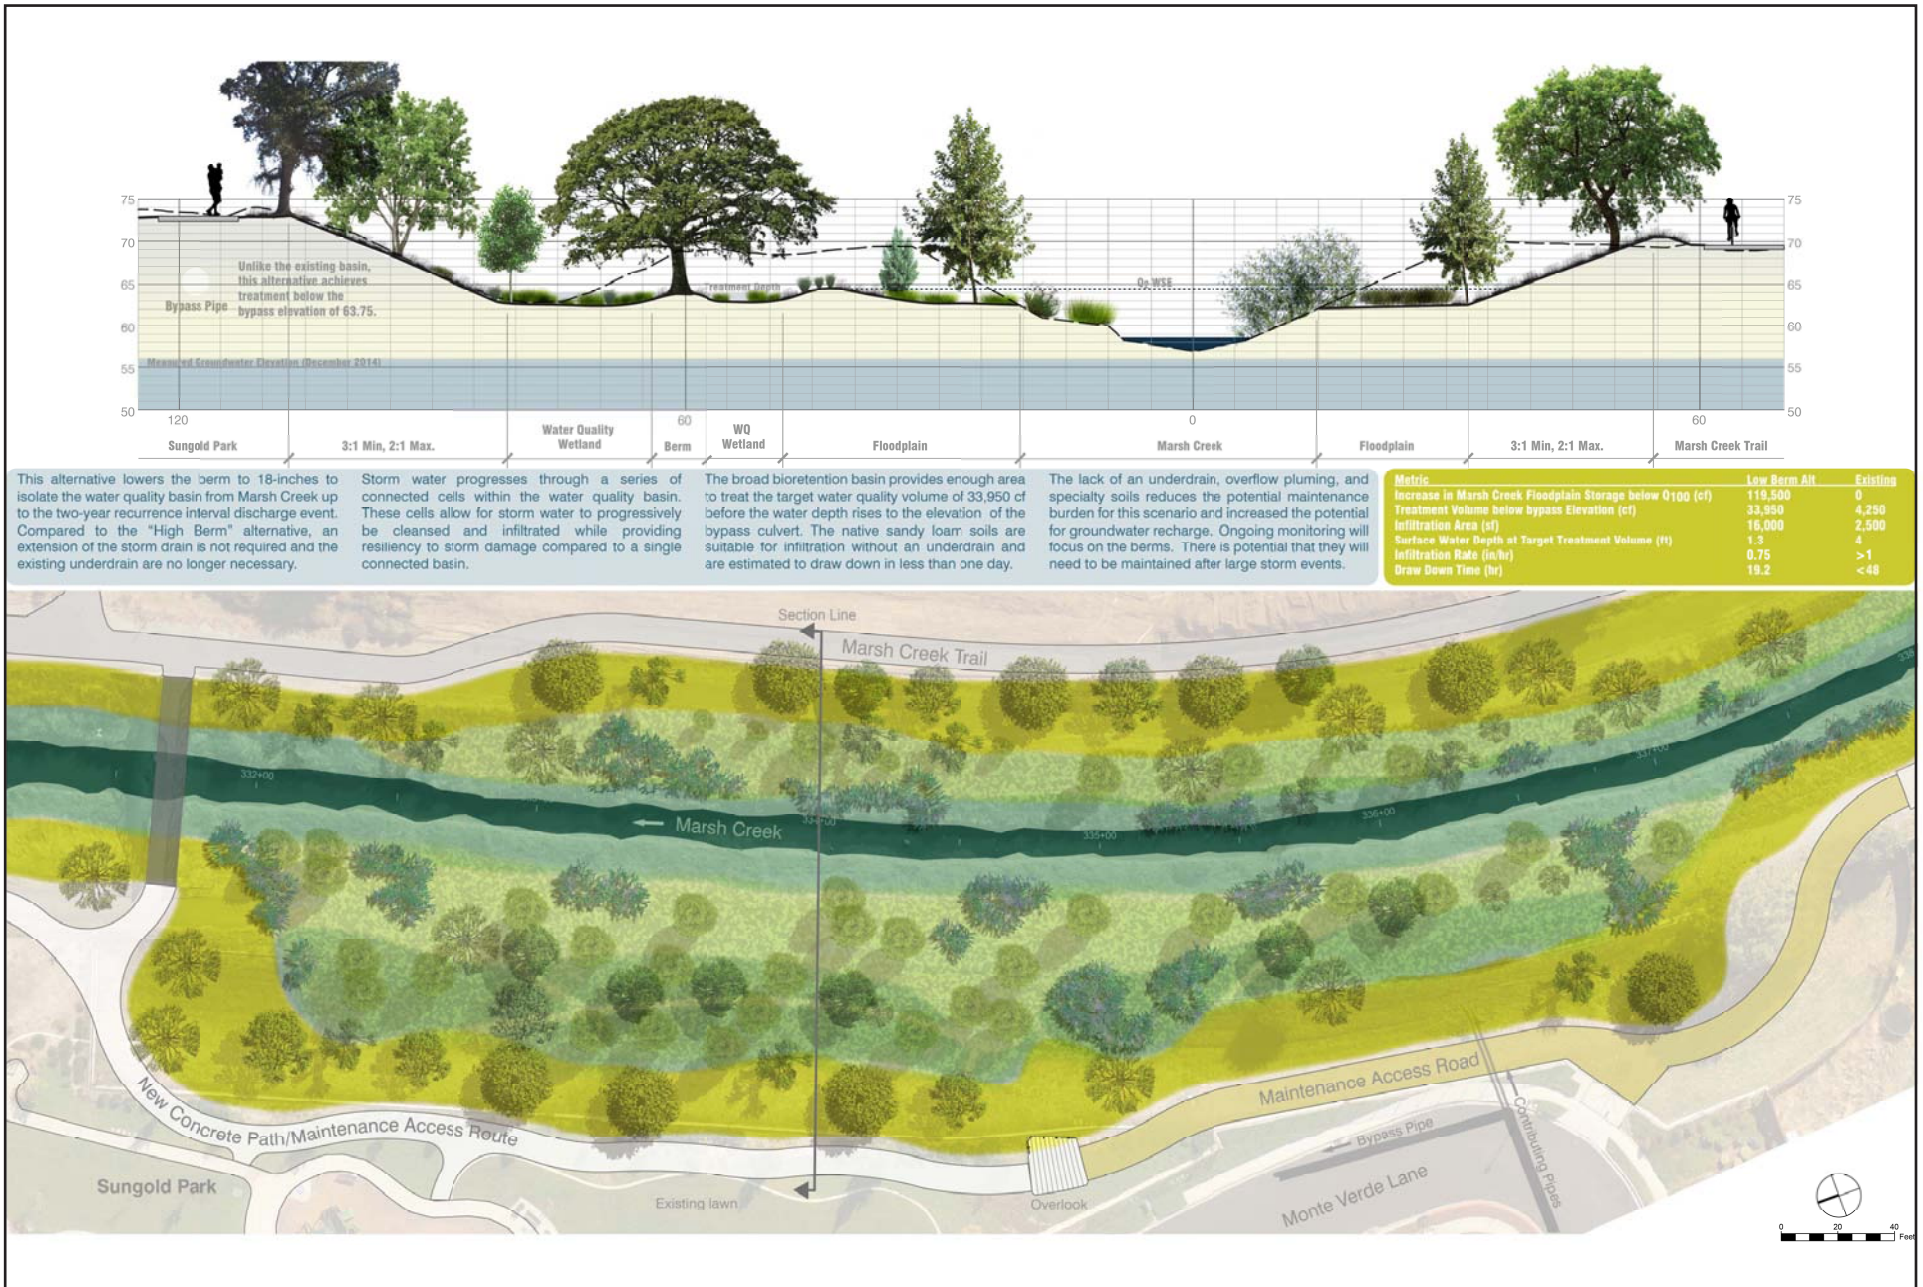 75
75
70
70
65
65
60
60
55
55
50
50
Unlike the existing basin,
this alternative achieves
treatment below the
bypass elevation of 63.75.
Bypass Pipe
Treatment Depth
Q2 WSE
Measured Groundwater Elevation (December 2014)
120
60
0
60
Sungold Park
3:1 Min, 2:1 Max.
Water Quality
Wetland
Berm
WQ
Wetland
Floodplain
Marsh Creek
Floodplain
3:1 Min, 2:1 Max.
Marsh Creek Trail
This alternative lowers the berm to 18-inches to
isolate the water quality basin from Marsh Creek up
to the two-year recurrence interval discharge event.
Compared to the “High Berm” alternative, an
extension of the storm drain is not required and the
existing underdrain are no longer necessary.
Storm water progresses through a series of
connected cells within the water quality basin.
These cells allow for storm water to progressively
be cleansed and infiltrated while providing
resiliency to storm damage compared to a single
connected basin.
The broad bioretention basin provides enough area
to treat the target water quality volume of 33,950 cf
before the water depth rises to the elevation of the
bypass culvert. The native sandy loam soils are
suitable for infiltration without an underdrain and
are estimated to draw down in less than one day.
The lack of an underdrain, overflow pluming, and
specialty soils reduces the potential maintenance
burden for this scenario and increased the potential
for groundwater recharge. Ongoing monitoring will
focus on the berms. There is potential that they will
need to be maintained after large storm events.
Metric Low Berm Alt Existing
Increase in Marsh Creek Floodplain Storage below Q100 (cf) 119,500 0
Treatment Volume below bypass Elevation (cf) 33,950 4,250
Infiltration Area (sf) 16,000 2,500
Surface Water Depth at Target Treatment Volume (ft) 1.3 4
Infiltration Rate (in/hr) 0.75 >1
Draw Down Time (hr) 19.2 <48
Section Line
Marsh Creek Trail
332+00
Marsh Creek
335+00
336+00
337+00
New Concrete Path/Maintenance Access Route
Maintenance Access Road
Bypass Pipe
Contributing Pipes
Monte Verde Lane
Sungold Park
Existing lawn
Overlook
0 20 40
Feet